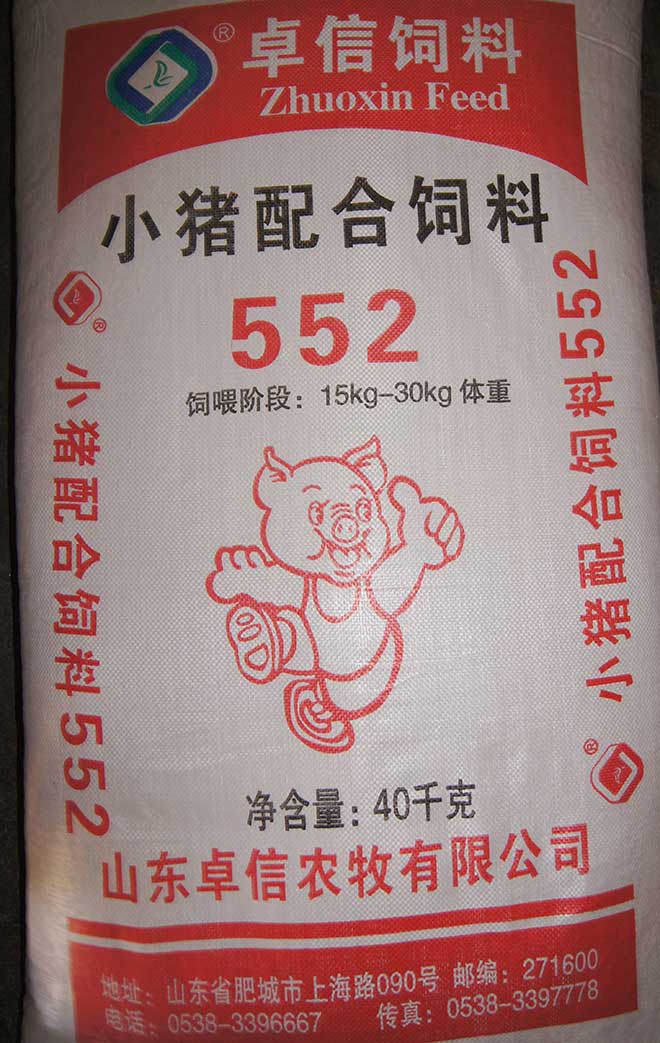 ®
卓信饲料
Zhuoxin Feed
小猪配合饲料
552
饲喂阶段：15kg-30kg 体重
®
小猪配合饲料552
小猪配合饲料552
®
净含量：40千克
山东卓信农牧有限公司
地址：山东省肥城市上海路090号 邮编：271600
电话：0538-3396667 传真：0538-3397778